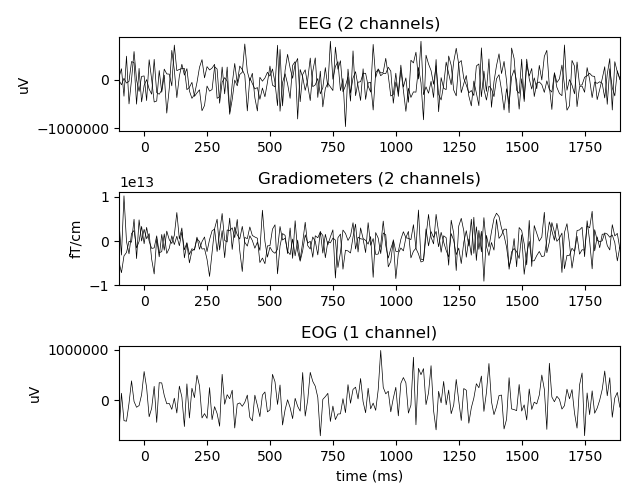 EEG (2 channels)
uV
0
−1000000
0 250 500 750 1000 1250 1500 1750
1e13
Gradiometers (2 channels)
fT/cm
1
0
−1
0 250 500 750 1000 1250 1500 1750
EOG (1 channel)
uV
1000000
0
0 250 500 750 1000 1250 1500 1750
time (ms)